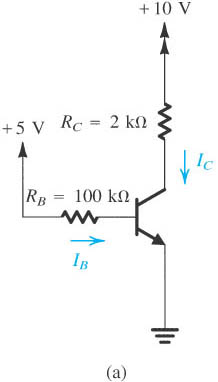 +10 V
+5 V
R_C = 2 kΩ
I_C
R_B = 100 kΩ
I_B
(a)